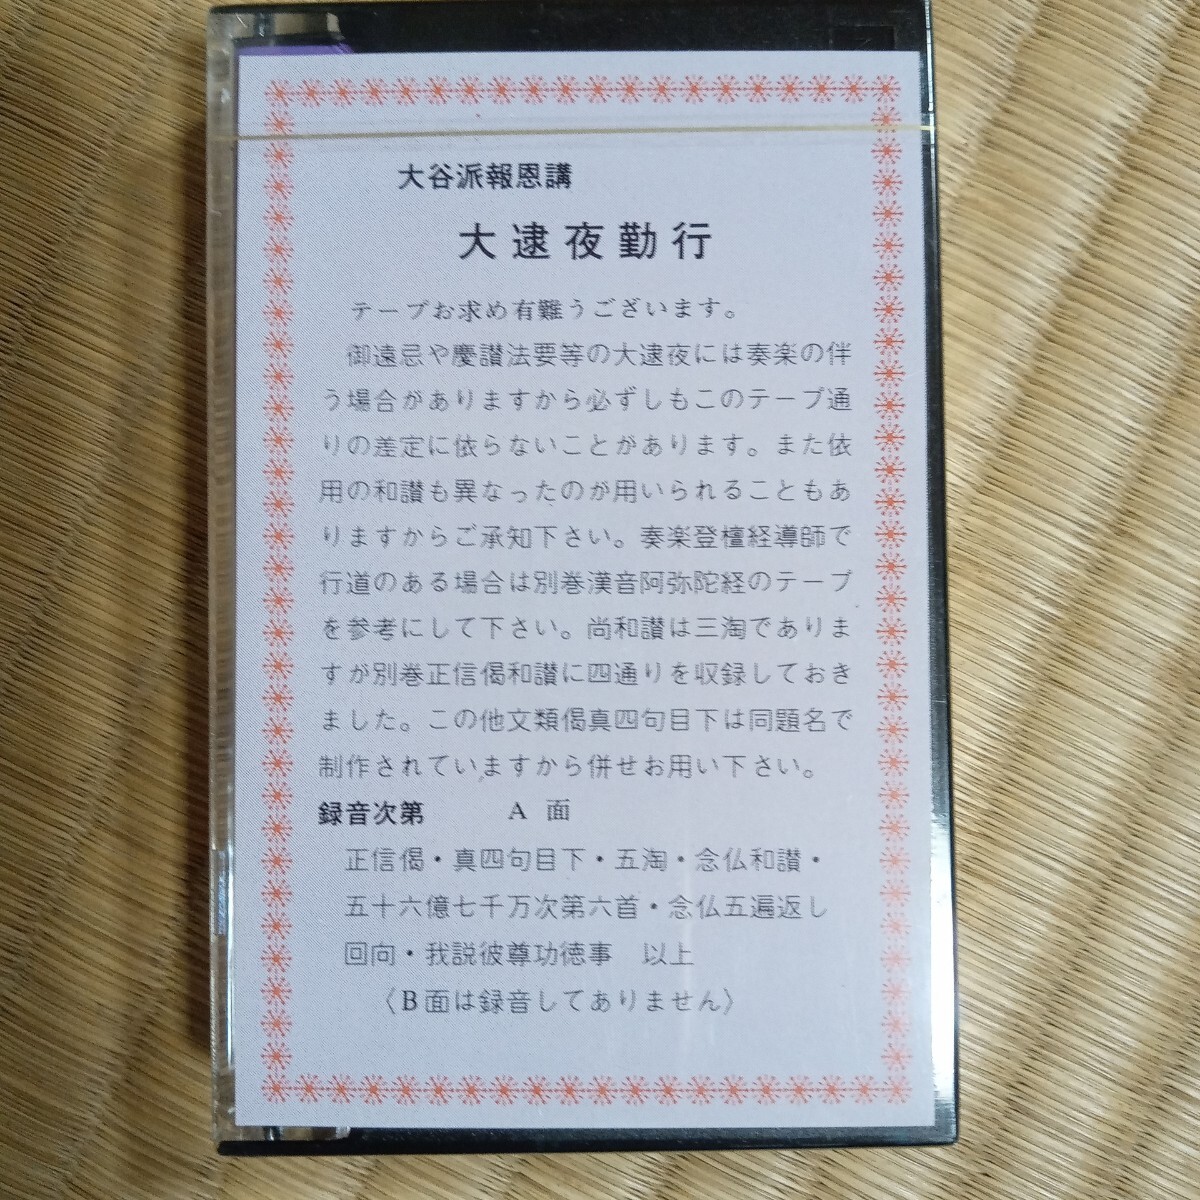 大谷派報恩講
大逮夜勤行
テープお求め有難うございます。
御遠忌や慶讃法要等の大逮夜には奏楽の伴
う場合がありますから必ずしもこのテープ通
りの差定に依らないことがあります。また依
用の和讃も異なったのが用いられることもあ
りますからご承知下さい。奏楽登檀経導師で
行道のある場合は別巻漢音阿弥陀経のテープ
を参考にして下さい。尚和讃は三淘でありま
すが別巻正信偈和讃に四通りを収録しておき
ました。この他文類偈真四句目下は同題名で
制作されていますから併せお用い下さい。
録音次第　A 面
正信偈・真四句目下・五淘・念仏和讃・
五十六億七千万次第六首・念仏五遍返し
回向・我説彼尊功徳事　以上
〈B面は録音してありません〉